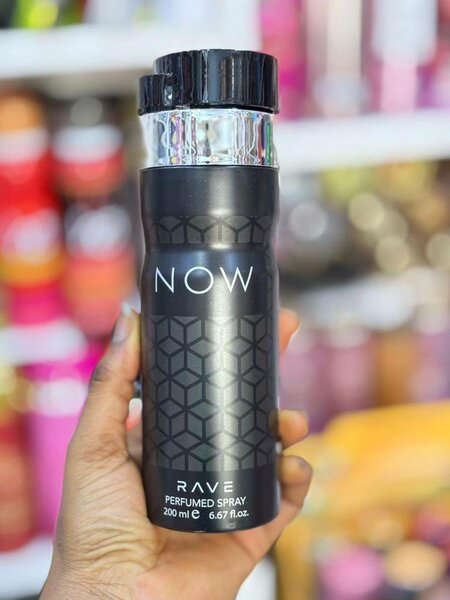 NOW
RAVE
PERFUMED SPRAY
200 ml e 6.67 fl.oz.